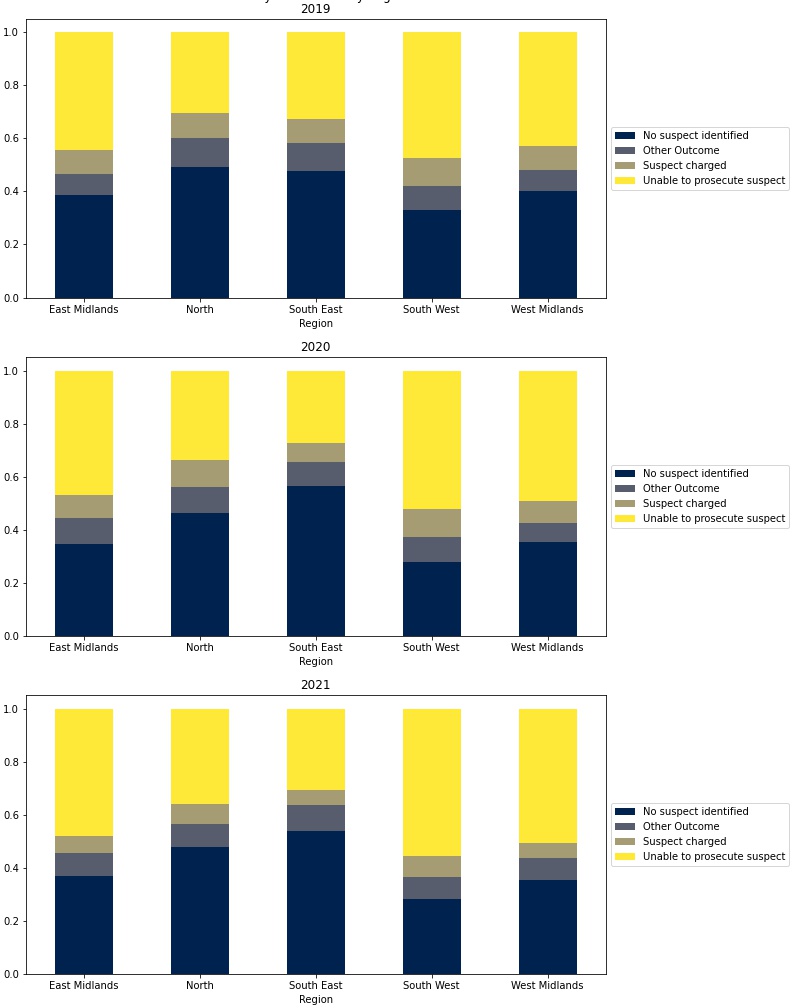 2019
1.0
0.8
0.6
0.4
0.2
0.0
East Midlands North South East South West West Midlands
Region
No suspect identified
Other Outcome
Suspect charged
Unable to prosecute suspect
2020
1.0
0.8
0.6
0.4
0.2
0.0
East Midlands North South East South West West Midlands
Region
No suspect identified
Other Outcome
Suspect charged
Unable to prosecute suspect
2021
1.0
0.8
0.6
0.4
0.2
0.0
East Midlands North South East South West West Midlands
Region
No suspect identified
Other Outcome
Suspect charged
Unable to prosecute suspect